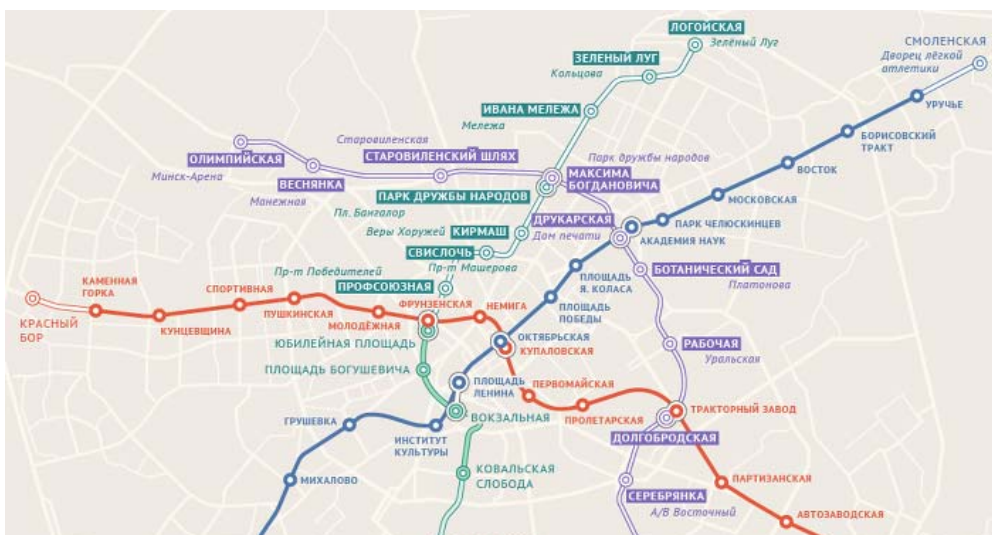 ЛОГОЙСКАЯ
Зелёный Луг
ЗЕЛЕНЫЙ ЛУГ
Кольцова
СМОЛЕНСКАЯ
Дворец лёгкой
атлетики
ИВАНА МЕЛЕЖА
Мележа
УРУЧЬЕ
БОРИСОВСКИЙ
ТРАКТ
Старовиленская
СТАРОВИЛЕНСКИЙ ШЛЯХ
ОЛИМПИЙСКАЯ
Минск-Арена
ВЕСНЯНКА
Манежная
Парк дружбы народов
МАКСИМА
БОГДАНОВИЧА
ВОСТОК
ПАРК ДРУЖБЫ НАРОДОВ
Пл. Бангалор
МОСКОВСКАЯ
ДРУКАРСКАЯ
Дом печати
ПАРК ЧЕЛЮСКИНЦЕВ
АКАДЕМИЯ НАУК
Веры Хоружей
КИРМАШ
СВИСЛОЧЬ
Пр-т Машерова
Пр-т Победителей
ПРОФСОЮЗНАЯ
БОТАНИЧЕСКИЙ САД
Платонова
ПЛОЩАДЬ
Я. КОЛАСА
ПЛОЩАДЬ
ПОБЕДЫ
КАМЕННАЯ
ГОРКА
КРАСНЫЙ
БОР
КУНЦЕВЩИНА
СПОРТИВНАЯ
ПУШКИНСКАЯ
МОЛОДЁЖНАЯ
ФРУНЗЕНСКАЯ
НЕМИГА
ЮБИЛЕЙНАЯ ПЛОЩАДЬ
ОКТЯБРЬСКАЯ
КУПАЛОВСКАЯ
РАБОЧАЯ
Уральская
ПЛОЩАДЬ БОГУШЕВИЧА
ПЛОЩАДЬ
ЛЕНИНА
ПЕРВОМАЙСКАЯ
ПРОЛЕТАРСКАЯ
ТРАКТОРНЫЙ ЗАВОД
ДОЛГОБРОДСКАЯ
ГРУШЕВКА
ИНСТИТУТ
КУЛЬТУРЫ
ВОКЗАЛЬНАЯ
МИХАЛОВО
КОВАЛЬСКАЯ
СЛОБОДА
ПАРТИЗАНСКАЯ
СЕРЕБРЯНКА
А/В Восточный
АВТОЗАВОДСКАЯ